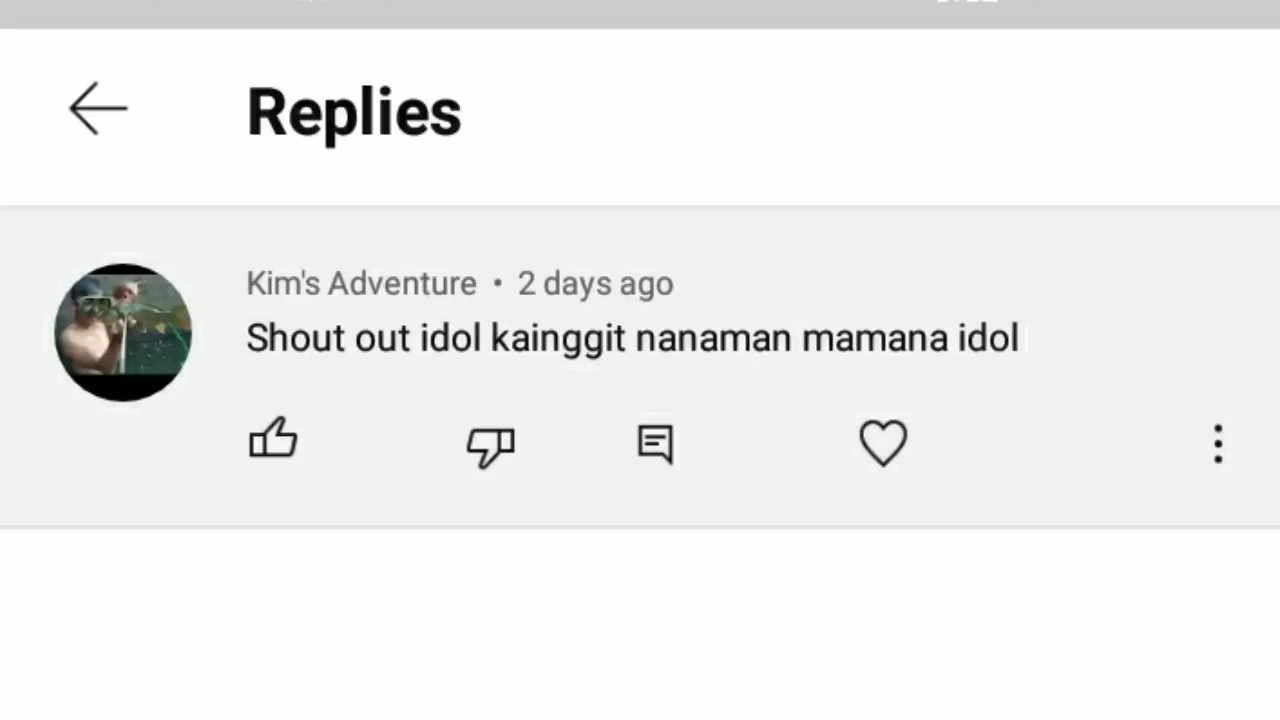 Replies
Kim's Adventure • 2 days ago
Shout out idol kainggit nanaman mamana idol